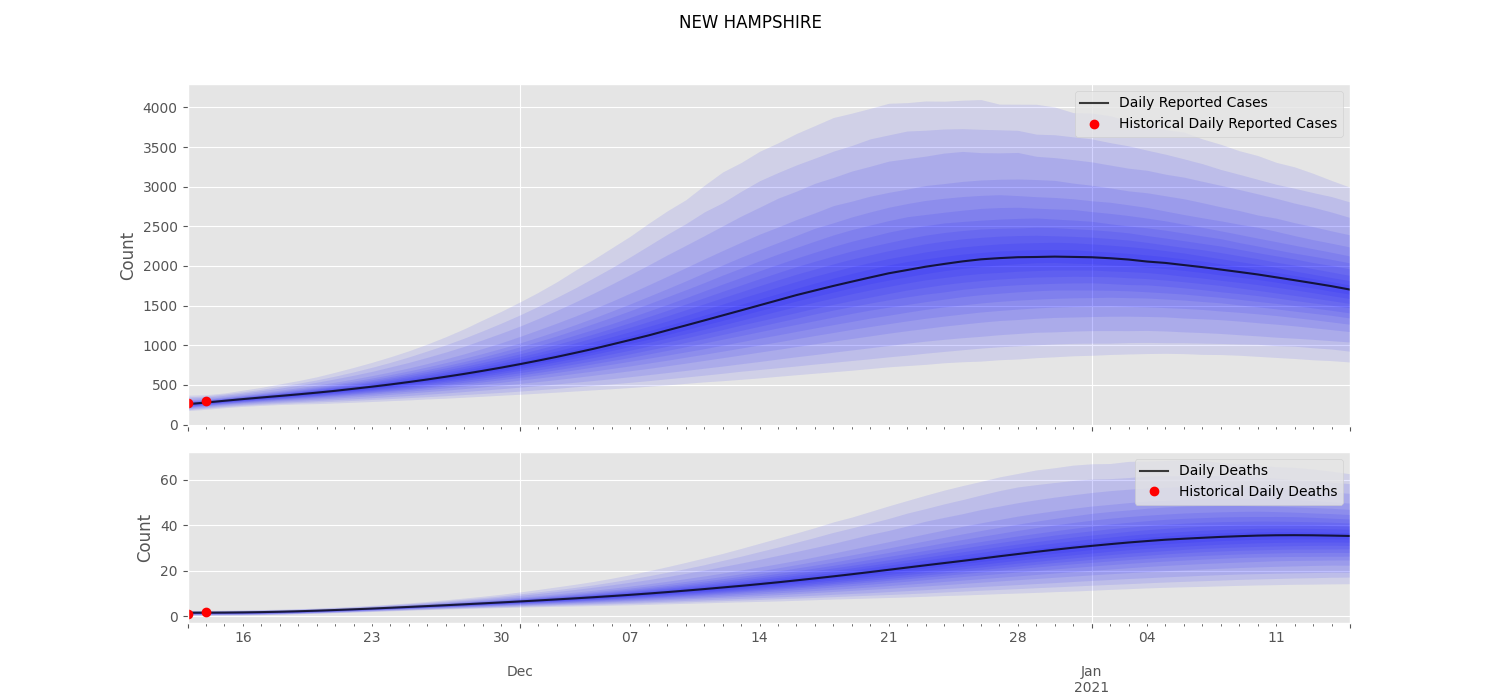 NEW HAMPSHIRE
Count
4000
3500
3000
2500
2000
1500
1000
500
0
Daily Reported Cases
Historical Daily Reported Cases
Count
60
40
20
0
Daily Deaths
Historical Daily Deaths
16 23 30 07 14 21 28 04 11
Dec Jan
2021